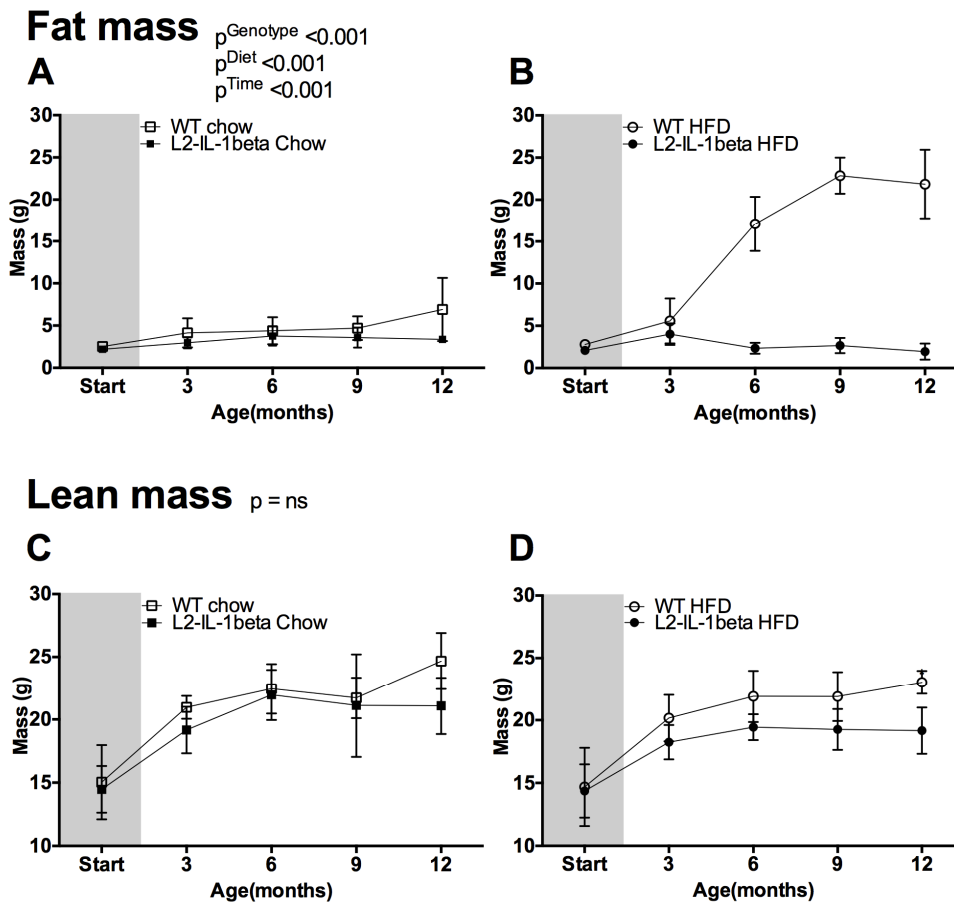 Fat mass
p^Genotype <0.001
p^Diet <0.001
p^Time <0.001
A
30
25
20
15
10
5
0
Mass (g)
WT chow
L2-IL-1beta Chow
Start 3 6 9 12
Age(months)
B
30
25
20
15
10
5
0
Mass (g)
WT HFD
L2-IL-1beta HFD
Start 3 6 9 12
Age(months)
Lean mass p = ns
C
30
25
20
15
10
Mass (g)
WT chow
L2-IL-1beta Chow
Start 3 6 9 12
Age(months)
D
30
25
20
15
10
Mass (g)
WT HFD
L2-IL-1beta HFD
Start 3 6 9 12
Age(months)